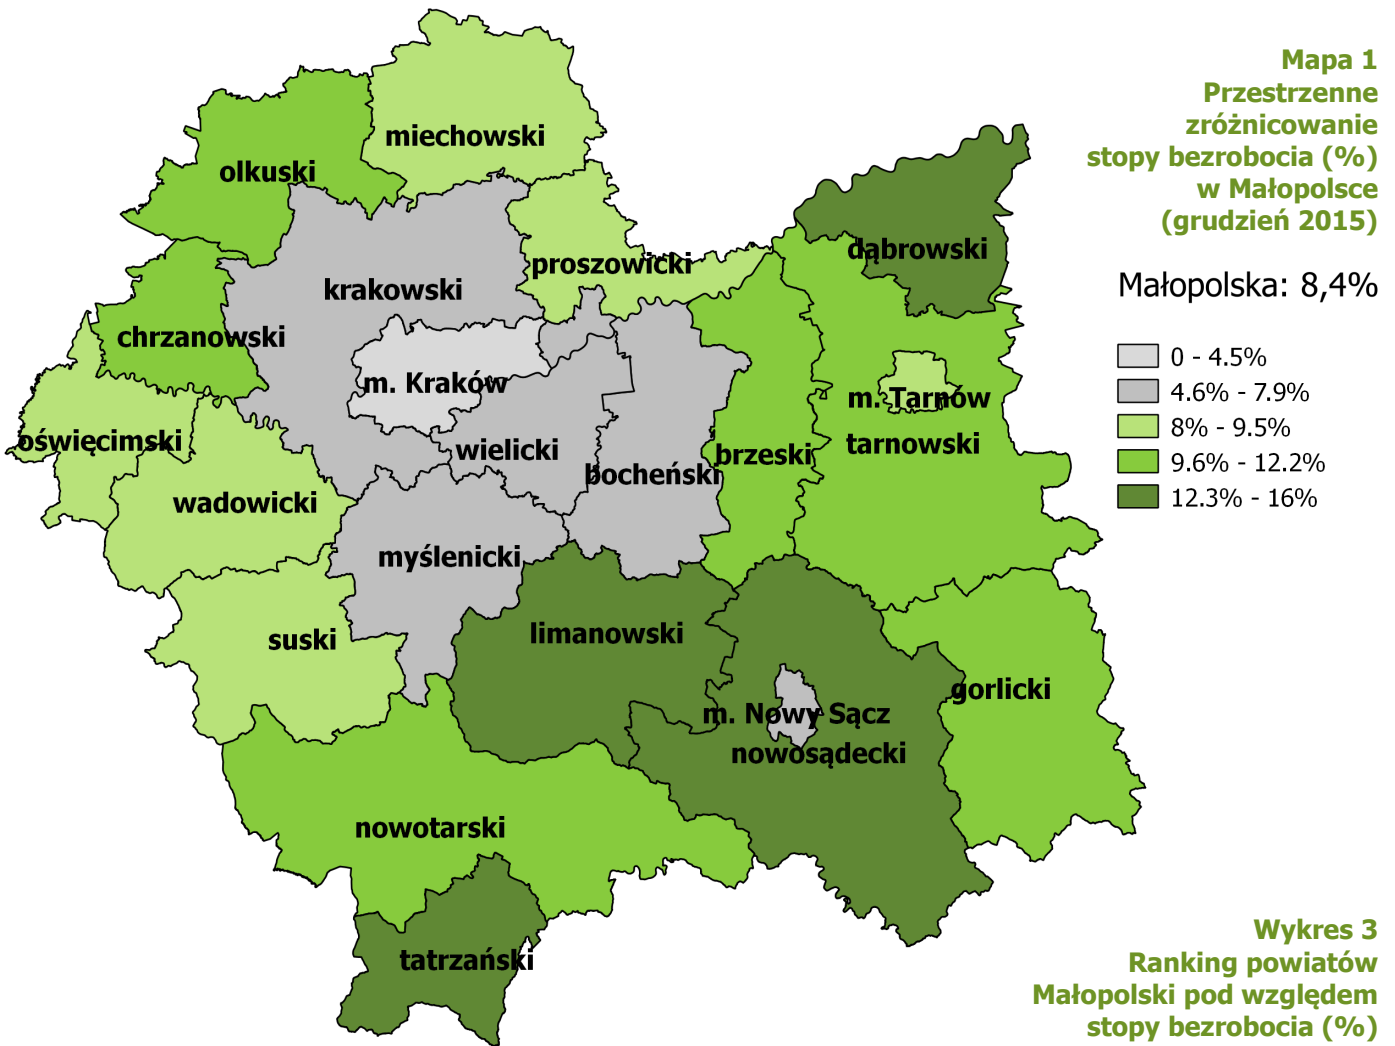 Mapa 1
Przestrzenne
zróżnicowanie
stopy bezrobocia (%)
w Małopolsce
(grudzień 2015)
Małopolska: 8,4%
0 - 4.5%
4.6% - 7.9%
8% - 9.5%
9.6% - 12.2%
12.3% - 16%
miechowski
olkuski
dąbrowski
proszowicki
krakowski
chrzanowski
m. Kraków
m. Tarnów
oświęcimski
wielicki
tarnowski
brzeski
bocheński
wadowicki
myślenicki
suski
limanowski
gorlicki
m. Nowy Sącz
nowosądecki
nowotarski
tatrzański
Wykres 3
Ranking powiatów
Małopolski pod względem
stopy bezrobocia (%)